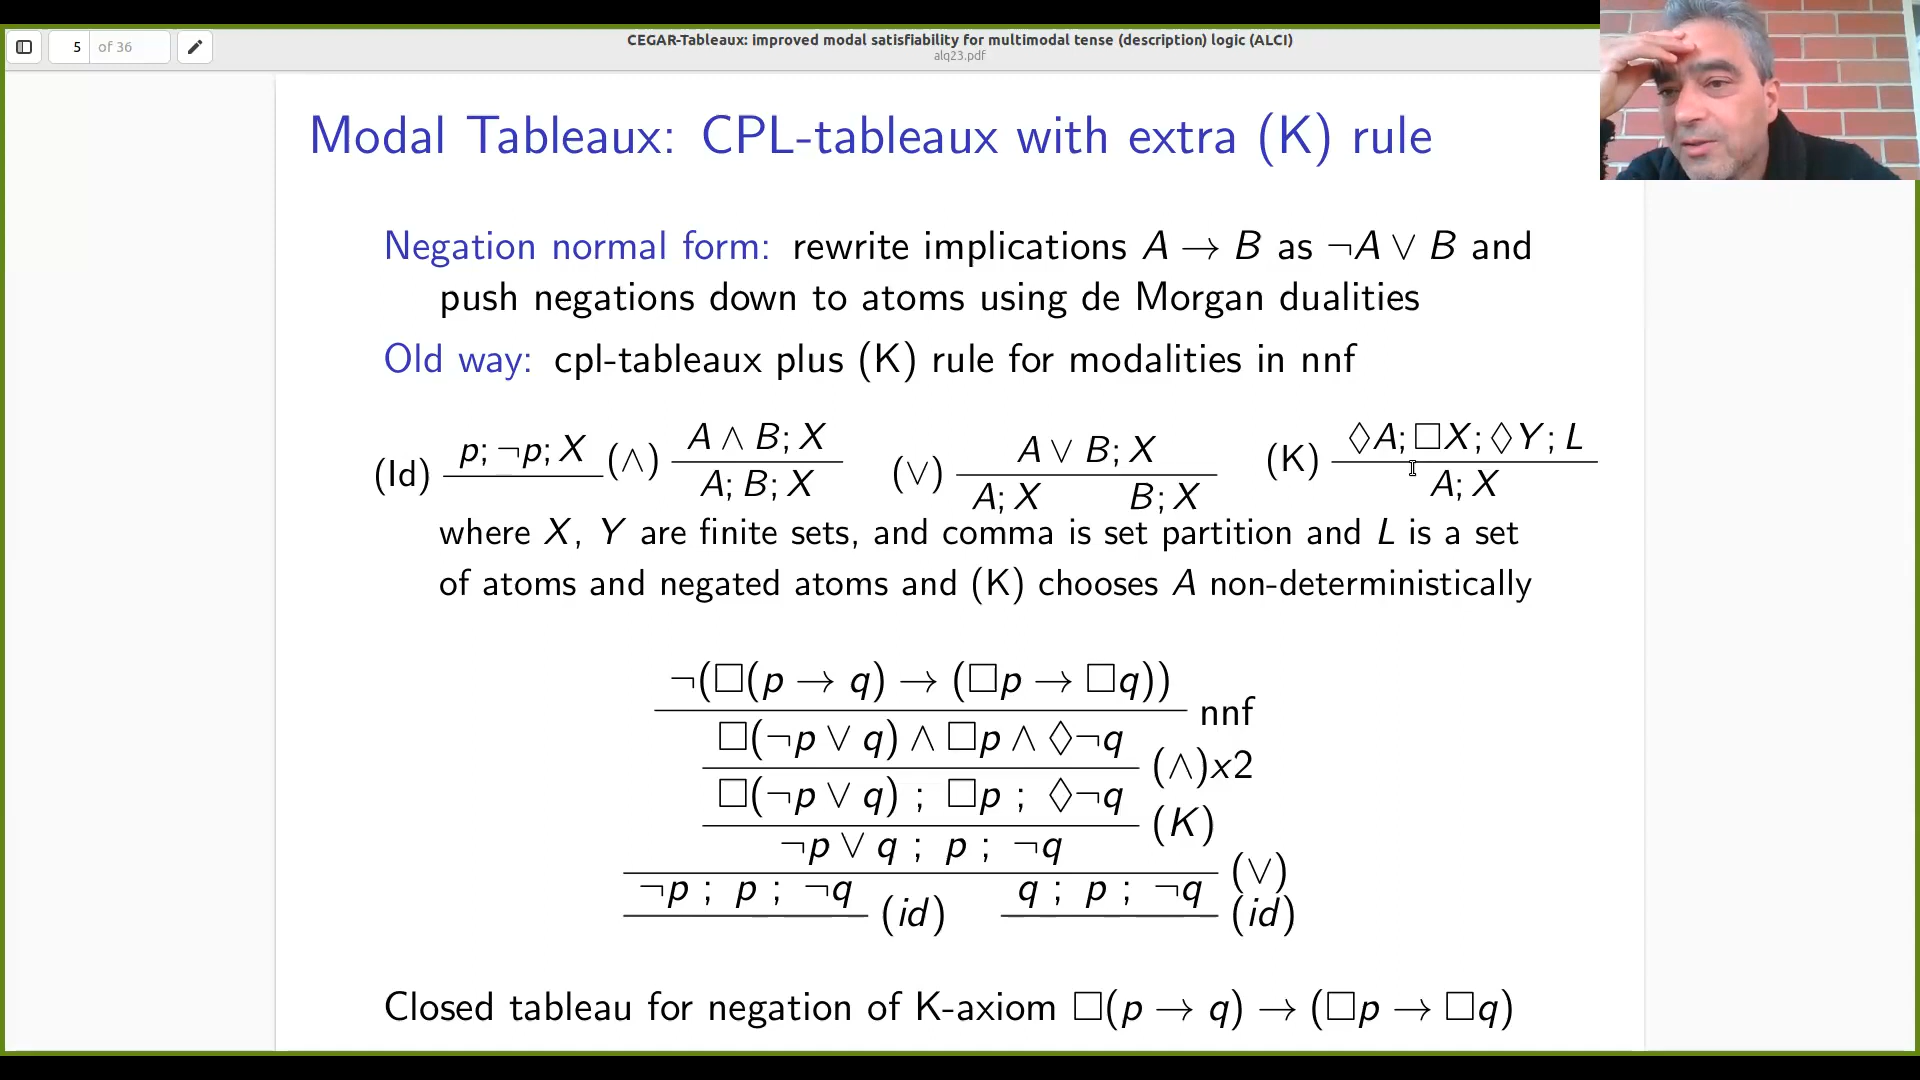 5 of 36
CEGAR-Tableaux: improved modal satisfiability for multimodal tense (description) logic (ALCI)
alq23.pdf
Modal Tableaux: CPL-tableaux with extra (K) rule
Negation normal form: rewrite implications A → B as ¬A ∨ B and
push negations down to atoms using de Morgan dualities
Old way: cpl-tableaux plus (K) rule for modalities in nnf
(Id) p; ¬p; X (∧) A ∧ B; X (∨) A ∨ B; X (K) ◊A; □X; ◊Y; L
A; B; X A; X B; X A; X
where X, Y are finite sets, and comma is set partition and L is a set
of atoms and negated atoms and (K) chooses A non-deterministically
¬(□(p → q) → (□p → □q))
nnf
□(¬p ∨ q) ∧ □p ∧ ◊¬q
(∧)x2
□(¬p ∨ q) ; □p ; ◊¬q
(K)
¬p ∨ q ; p ; ¬q
(∨)
¬p ; p ; ¬q q ; p ; ¬q
(id) (id)
Closed tableau for negation of K-axiom □(p → q) → (□p → □q)